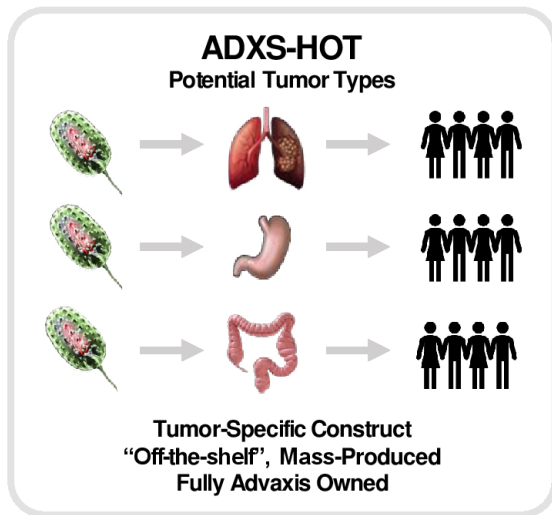 ADXS-HOT
Potential Tumor Types
Tumor-Specific Construct
“Off-the-shelf”, Mass-Produced
Fully Advaxis Owned